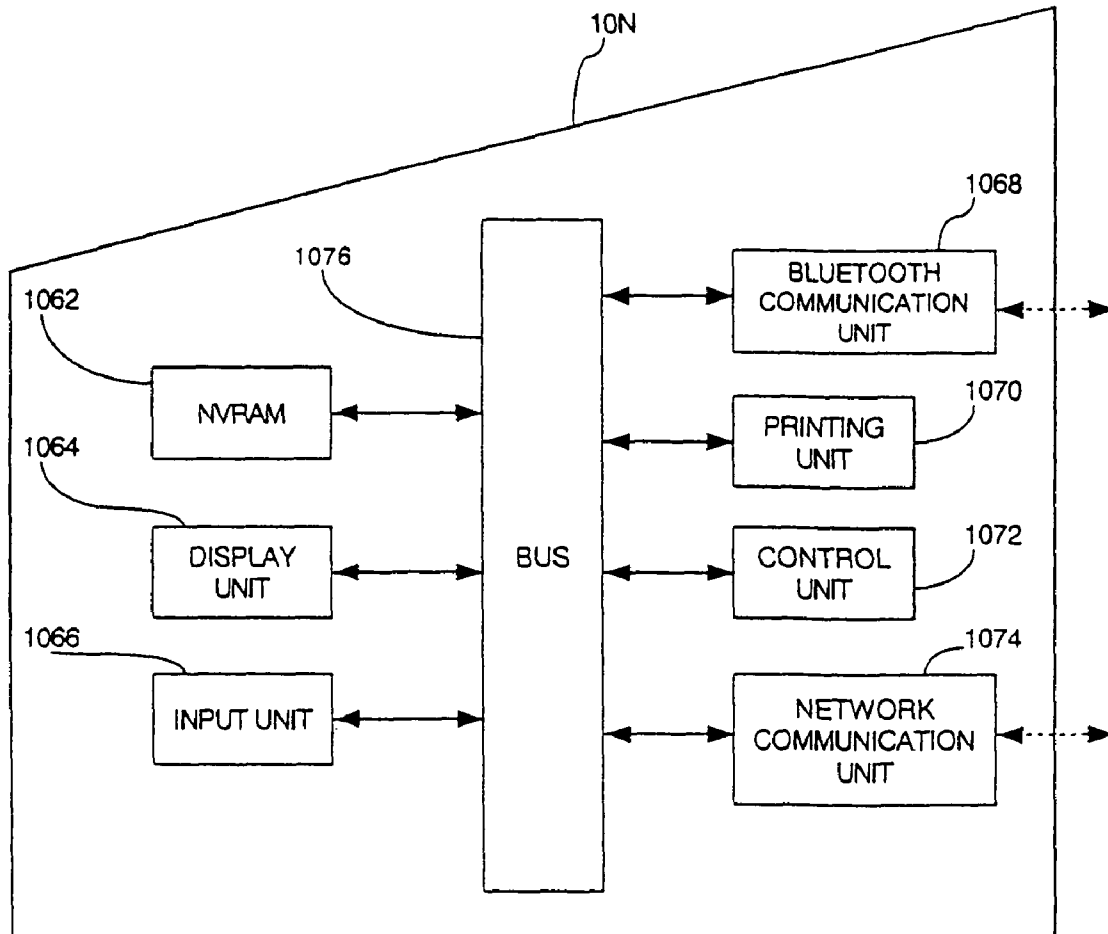 10N
1068
1076
BLUETOOTH
COMMUNICATION
UNIT
1062
NVRAM
1070
PRINTING
UNIT
1064
DISPLAY
UNIT
BUS
1072
CONTROL
UNIT
1066
INPUT UNIT
1074
NETWORK
COMMUNICATION
UNIT